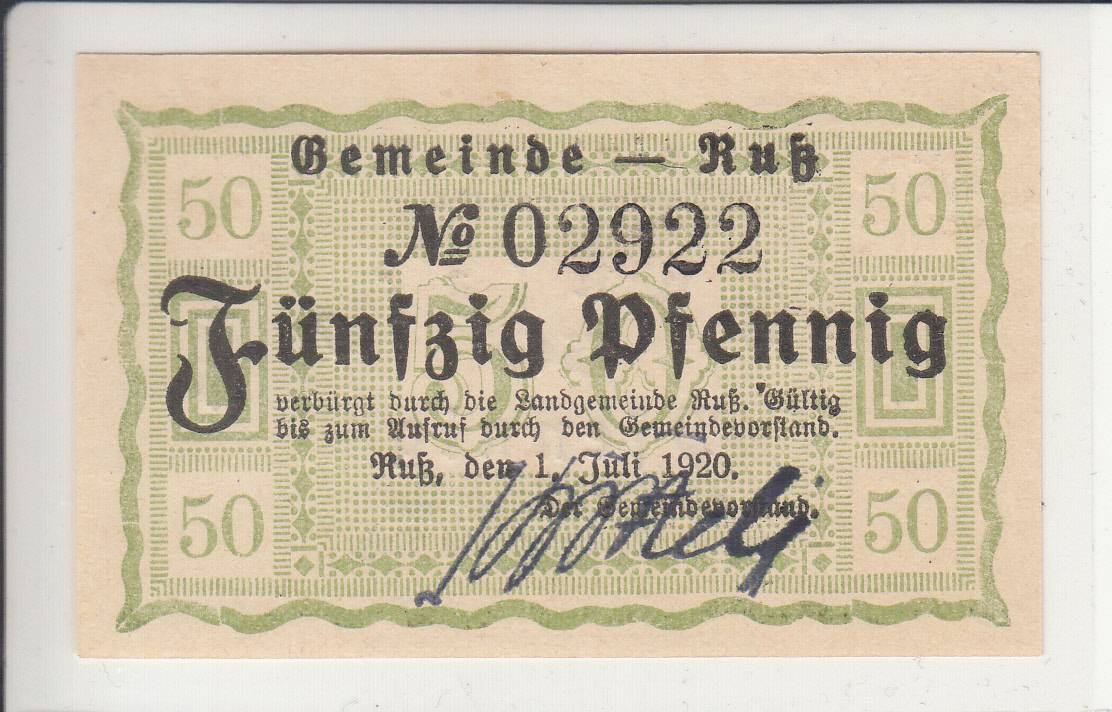 50
50
Gemeinde — Ruß
No 02922
50
Fünfzig Pfennig
verbürgt durch die Landgemeinde Ruß. Gültig
bis zum Aufruf durch den Gemeindevorstand.
Ruß, den 1. Juli 1920.
Der Gemeindevorstand.
50
50